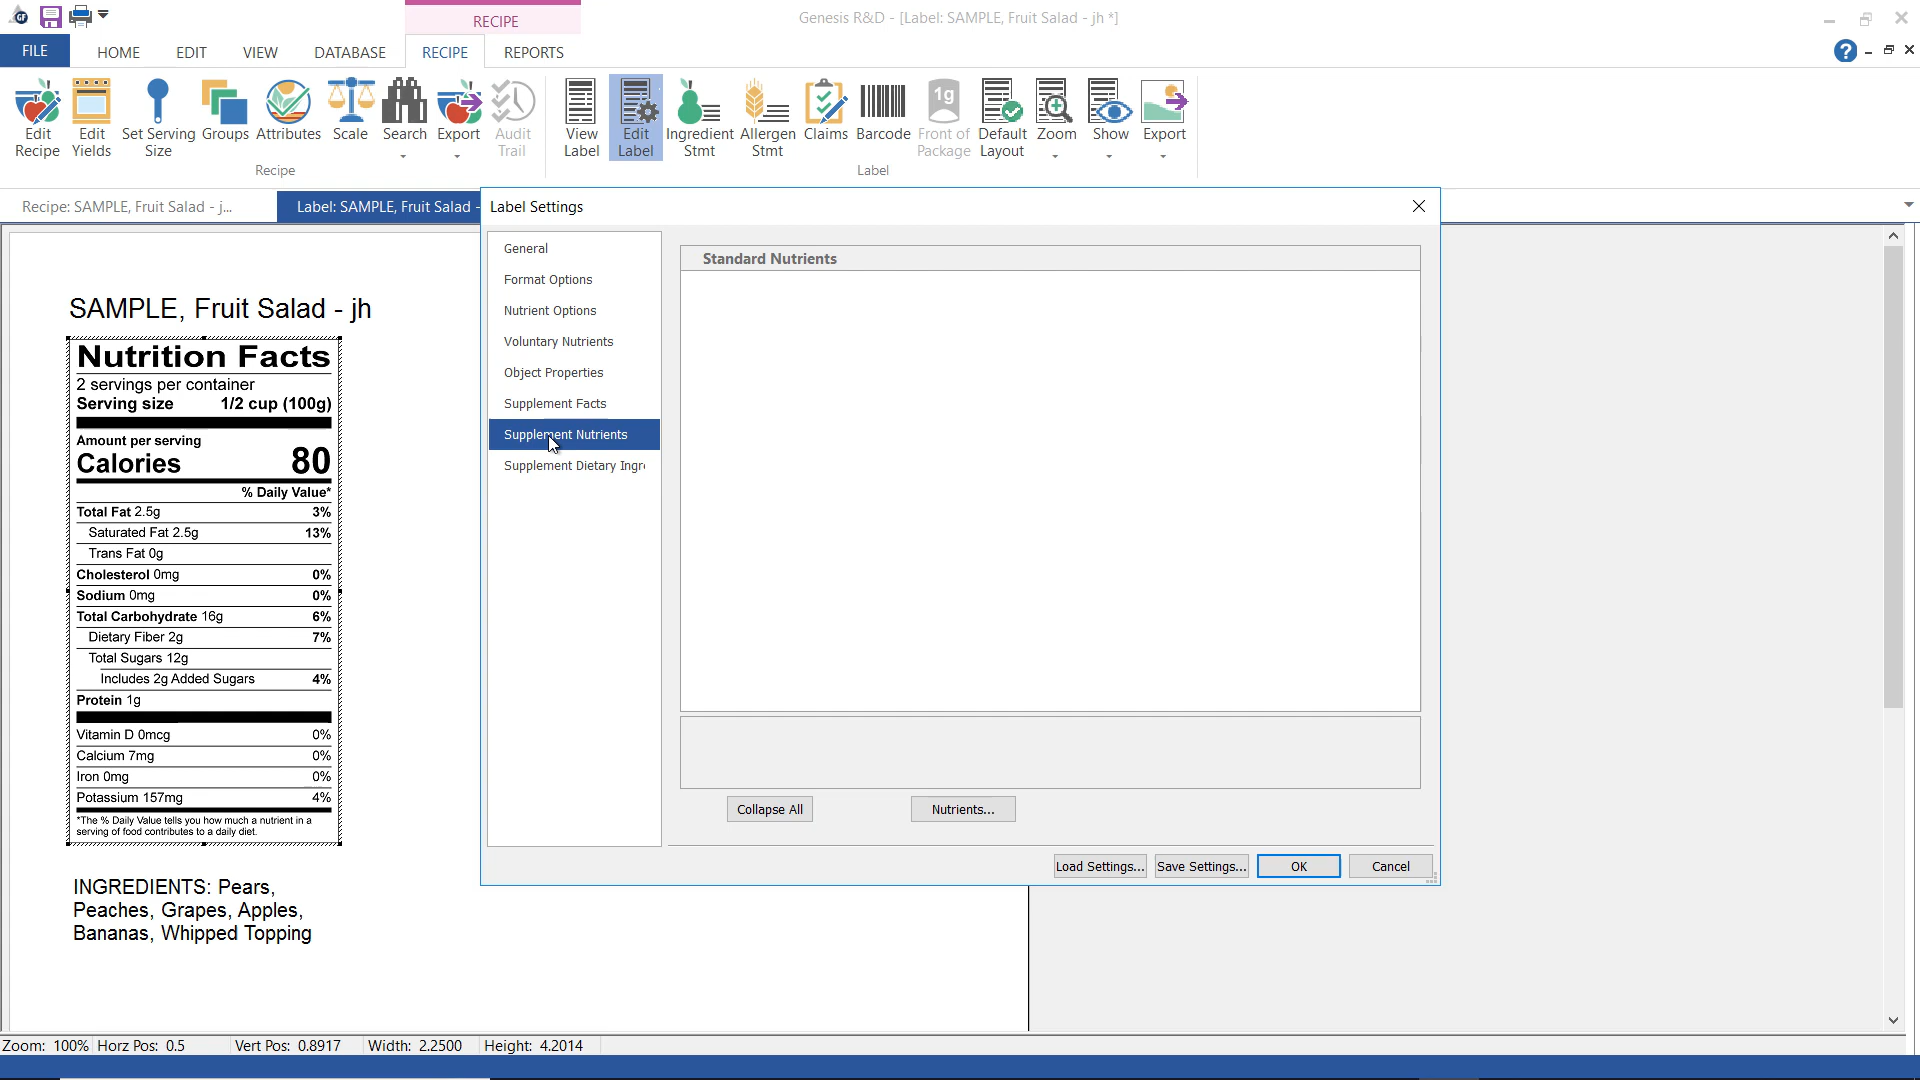 RECIPE
Genesis R&D - [Label: SAMPLE, Fruit Salad - jh *]
FILE HOME EDIT VIEW DATABASE RECIPE REPORTS
Edit Recipe
Edit Yields
Set Serving Size
Groups
Attributes
Scale
Search
Export
Audit Trail
View Label
Edit Label
Ingredient Stmt
Allergen Stmt
Claims
Barcode
1g
Front of Package
Default Layout
Zoom
Show
Export
Recipe
Label
Recipe: SAMPLE, Fruit Salad - j...
Label: SAMPLE, Fruit Salad -
Label Settings
General
Format Options
Nutrient Options
Voluntary Nutrients
Object Properties
Supplement Facts
Supplement Nutrients
Supplement Dietary Ingre
Standard Nutrients
Collapse All
Nutrients...
Load Settings...
Save Settings...
OK
Cancel
SAMPLE, Fruit Salad - jh
Nutrition Facts
2 servings per container
Serving size 1/2 cup (100g)
Amount per serving
Calories 80
% Daily Value*
Total Fat 2.5g 3%
Saturated Fat 2.5g 13%
Trans Fat 0g
Cholesterol 0mg 0%
Sodium 0mg 0%
Total Carbohydrate 16g 6%
Dietary Fiber 2g 7%
Total Sugars 12g
Includes 2g Added Sugars 4%
Protein 1g
Vitamin D 0mcg 0%
Calcium 7mg 0%
Iron 0mg 0%
Potassium 157mg 4%
*The % Daily Value tells you how much a nutrient in a
serving of food contributes to a daily diet.
INGREDIENTS: Pears,
Peaches, Grapes, Apples,
Bananas, Whipped Topping
Zoom: 100% Horz Pos: 0.5 Vert Pos: 0.8917 Width: 2.2500 Height: 4.2014